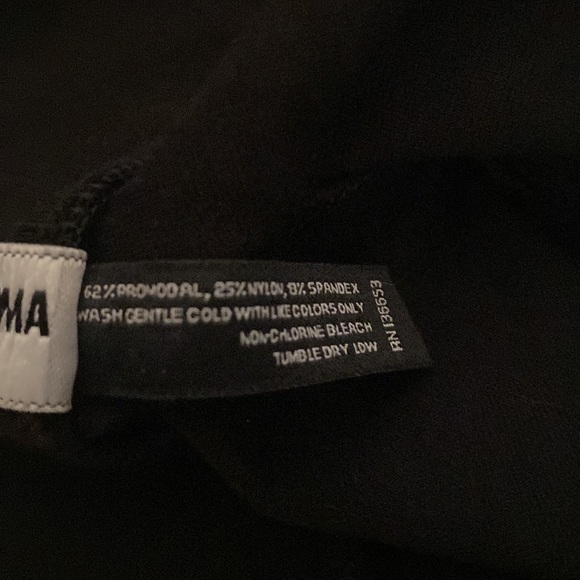 MA
62% PROMODAL, 25% NYLON, 8% SPANDEX
WASH GENTLE COLD WITH LIKE COLORS ONLY
NON-CHLORINE BLEACH
TUMBLE DRY LOW
RN 136653